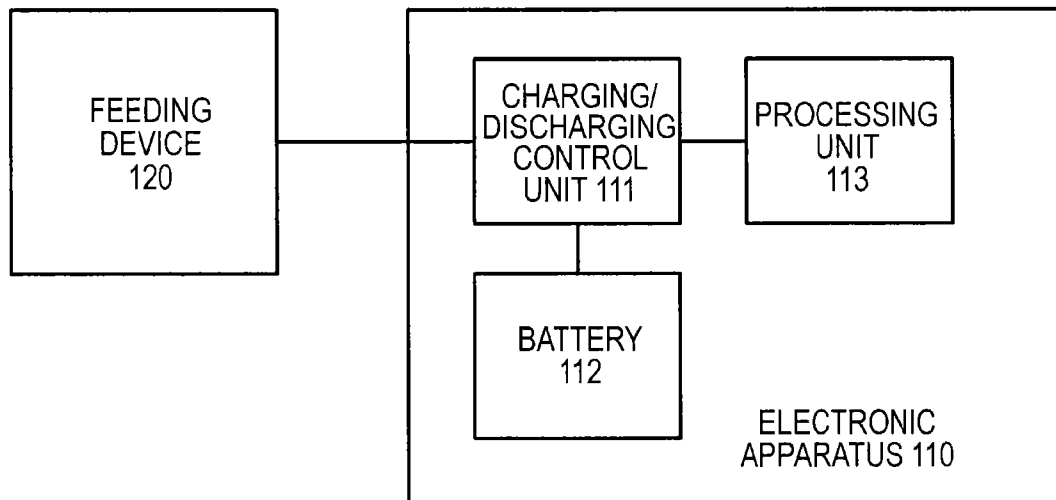 FEEDING
DEVICE
120
CHARGING/
DISCHARGING
CONTROL
UNIT 111
PROCESSING
UNIT
113
BATTERY
112
ELECTRONIC
APPARATUS 110